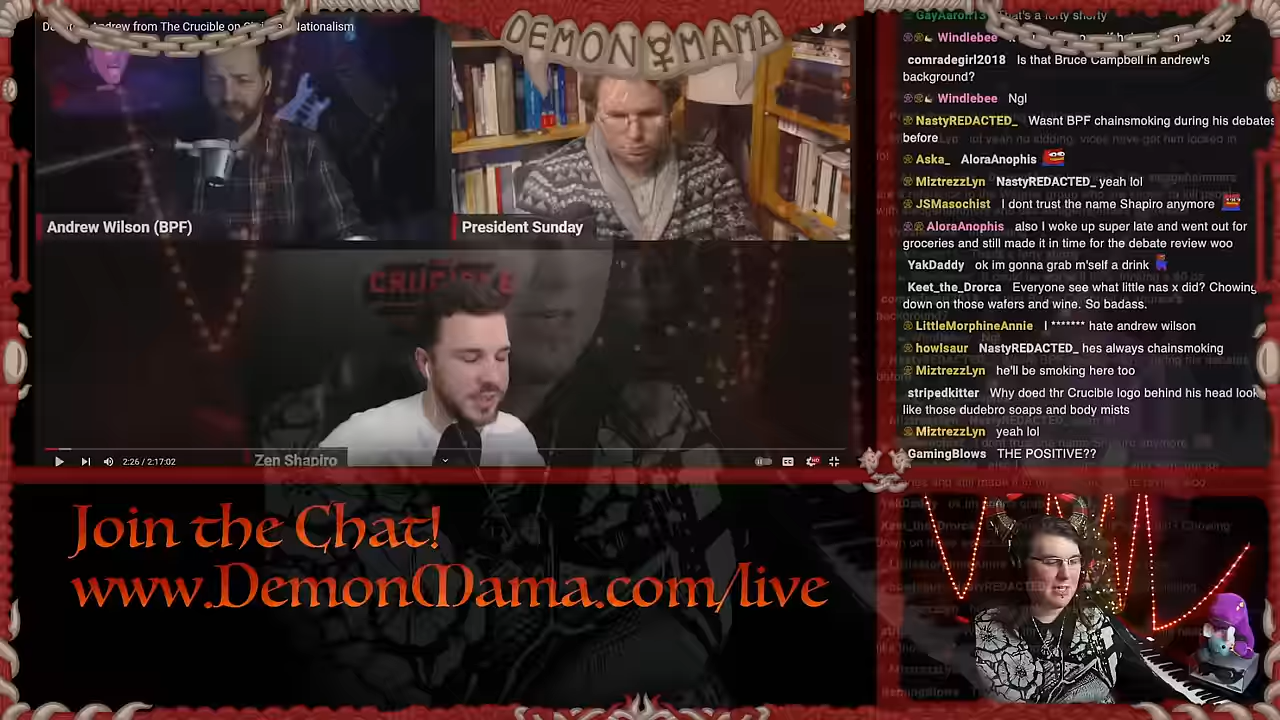 Andrew from The Crucible on
Nationalism
DEMON MAMA
Andrew Wilson (BPF)
President Sunday
CRUCIBLE
Zen Shapiro
2:26 / 2:17:02
HD
Join the Chat!
www.DemonMama.com/live
GayAaron13 That's a forty shorty
Windlebee
comradegirl2018 Is that Bruce Campbell in andrew's
background?
Windlebee Ngl
NastyREDACTED_ Wasnt BPF chainsmoking during his debates
before
Aska_ AloraAnophis
MiztrezzLyn NastyREDACTED_ yeah lol
JSMasochist I dont trust the name Shapiro anymore
AloraAnophis also I woke up super late and went out for
groceries and still made it in time for the debate review woo
YakDaddy ok im gonna grab m'self a drink
Keet_the_Drorca Everyone see what little nas x did? Chowing
down on those wafers and wine. So badass.
LittleMorphineAnnie I ******* hate andrew wilson
howlsaur NastyREDACTED_ hes always chainsmoking
MiztrezzLyn he'll be smoking here too
stripedkitter Why doed thr Crucible logo behind his head look
like those dudebro soaps and body mists
MiztrezzLyn yeah lol
GamingBlows THE POSITIVE??